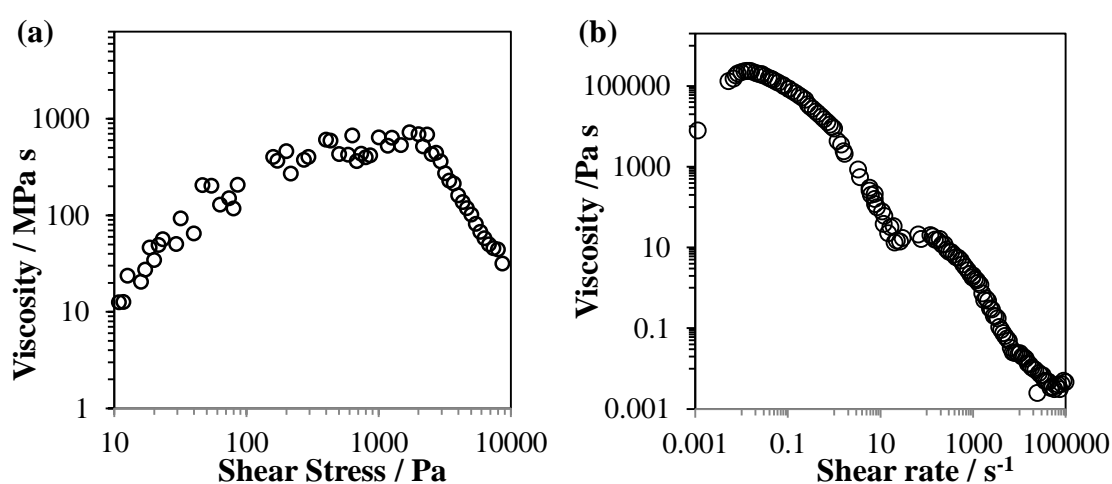 (a)
Viscosity / MPa s
1000
100
10
1
10 100 1000 10000
Shear Stress / Pa
(b)
Viscosity /Pa s
100000
1000
10
0.1
0.001
0.001 0.1 10 1000 100000
Shear rate / s⁻¹